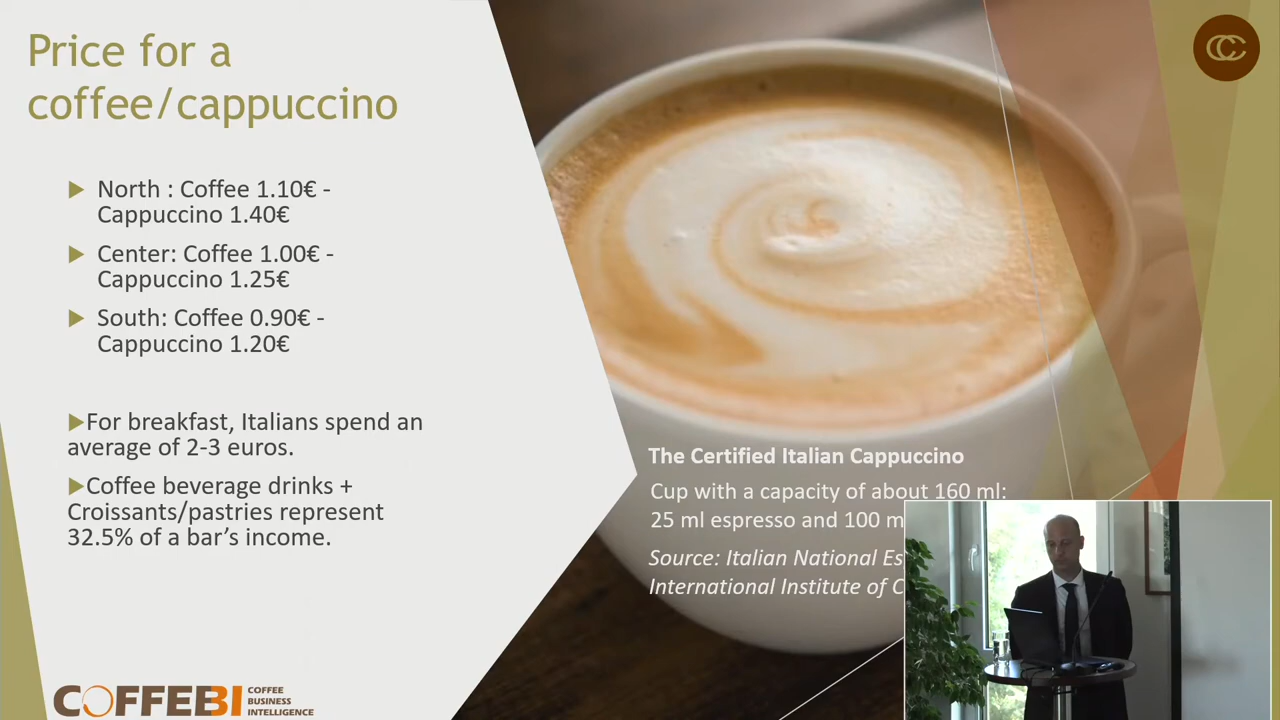 Price for a
coffee/cappuccino
North : Coffee 1.10€ -
Cappuccino 1.40€
Center: Coffee 1.00€ -
Cappuccino 1.25€
South: Coffee 0.90€ -
Cappuccino 1.20€
For breakfast, Italians spend an
average of 2-3 euros.
Coffee beverage drinks +
Croissants/pastries represent
32.5% of a bar's income.
The Certified Italian Cappuccino
Cup with a capacity of about 160 ml:
25 ml espresso and 100 m
Source: Italian National Es
International Institute of C
COFFEBI COFFEE
BUSINESS
INTELLIGENCE
CC